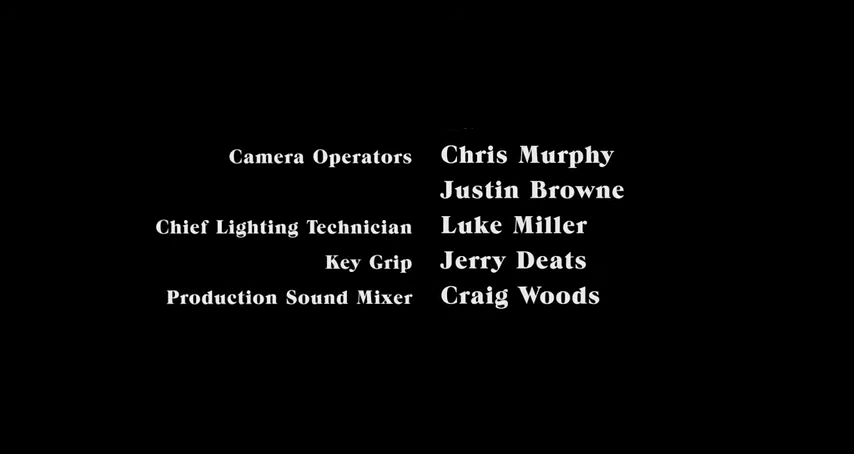 Camera Operators Chris Murphy
Justin Browne
Chief Lighting Technician Luke Miller
Key Grip Jerry Deats
Production Sound Mixer Craig Woods